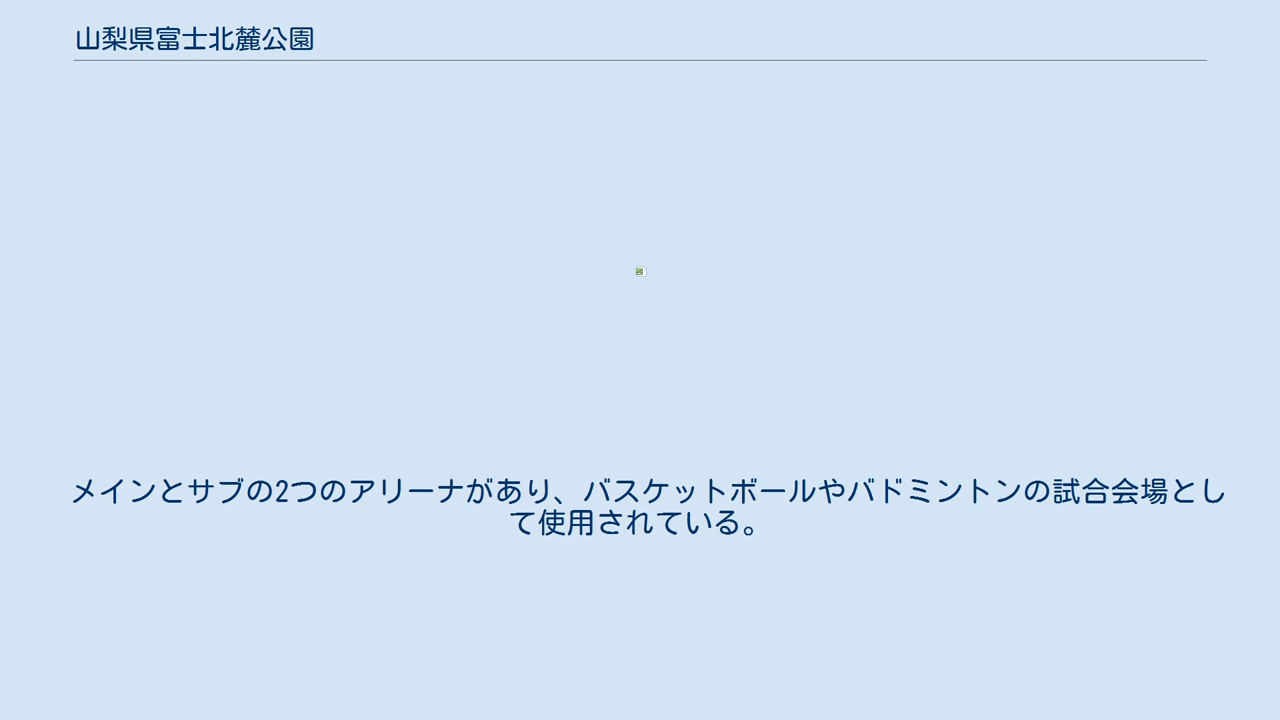 山梨県富士北麓公園
メインとサブの2つのアリーナがあり、バスケットボールやバドミントンの試合会場とし
て使用されている。